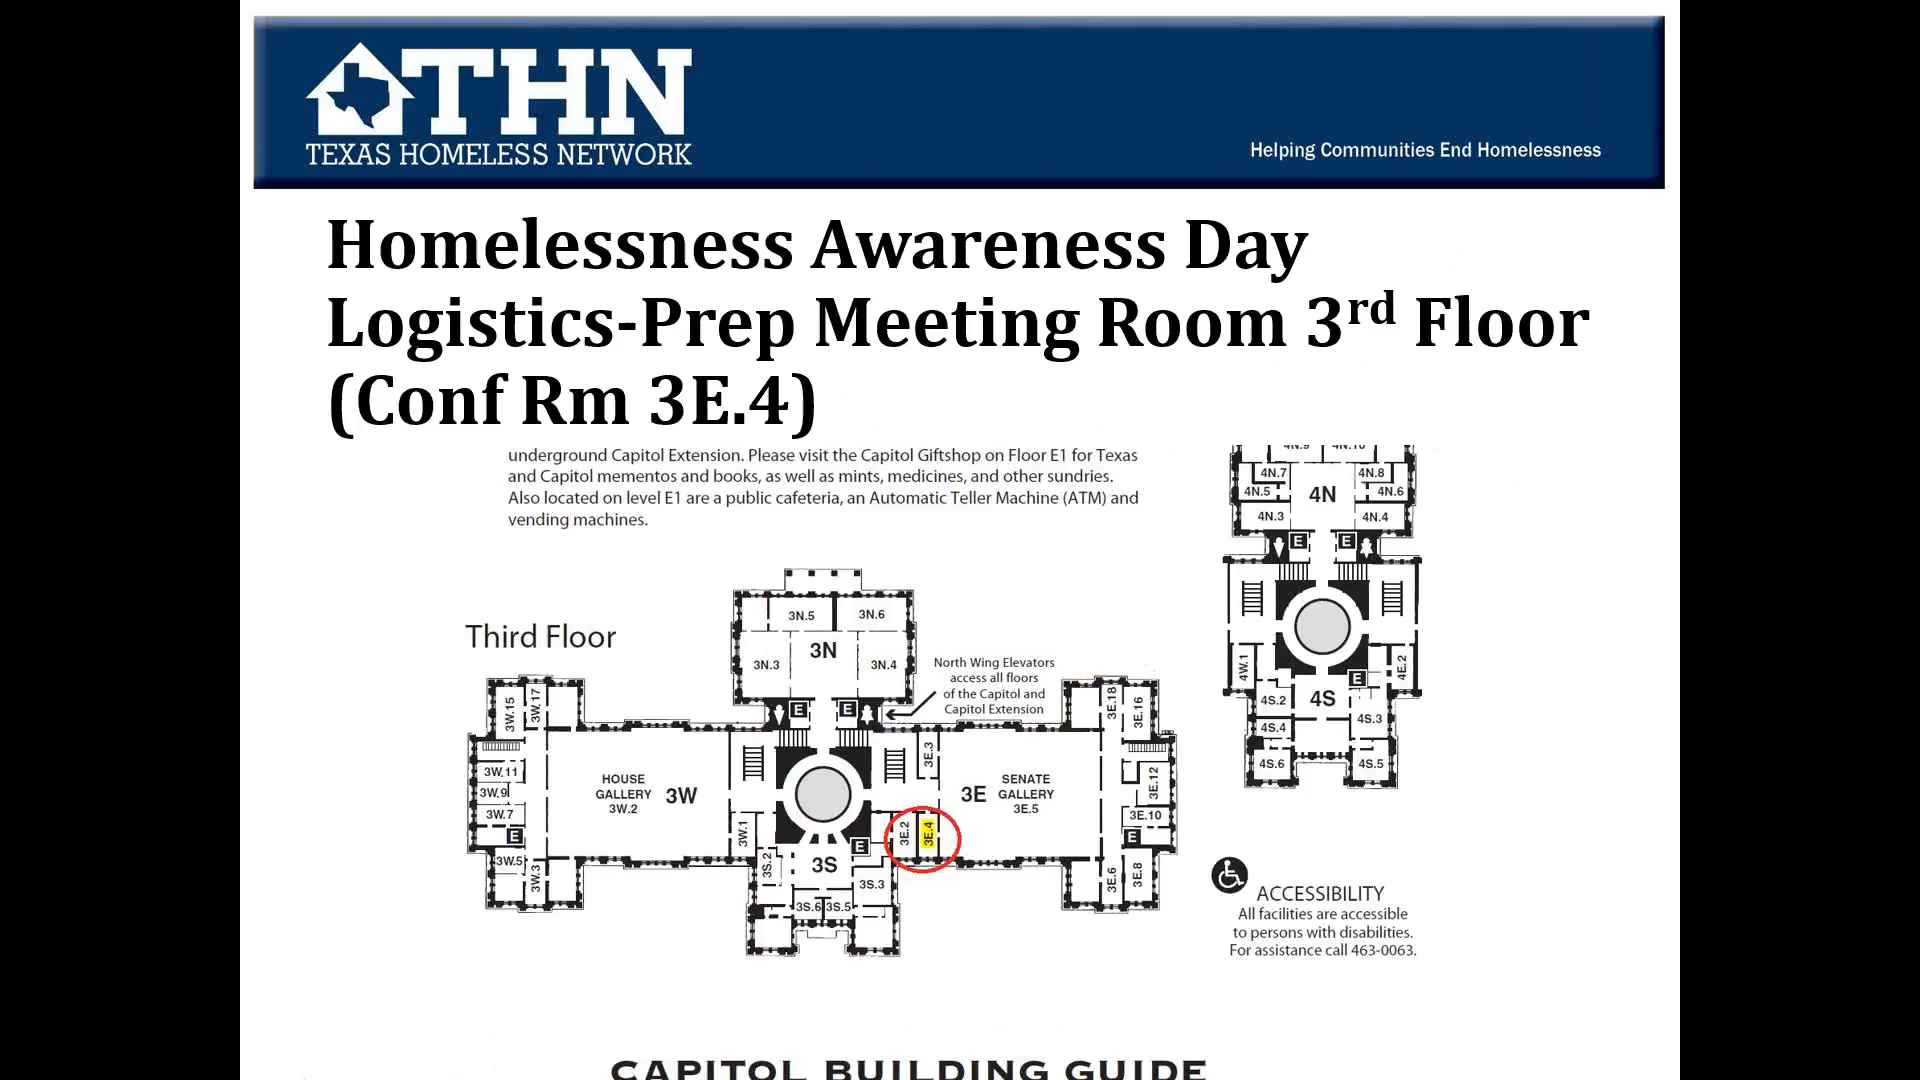 THN
TEXAS HOMELESS NETWORK
Helping Communities End Homelessness
Homelessness Awareness Day
Logistics-Prep Meeting Room 3rd Floor
(Conf Rm 3E.4)
underground Capitol Extension. Please visit the Capitol Giftshop on Floor E1 for Texas
and Capitol mementos and books, as well as mints, medicines, and other sundries.
Also located on level E1 are a public cafeteria, an Automatic Teller Machine (ATM) and
vending machines.
4N.9 4N.10
4N.7 4N.8
4N.5 4N 4N.6
4N.3 4N.4
E E
4W.1 4E.2
E
4S.2 4S 4S.3
4S.4
4S.6 4S.5
Third Floor
3N.5 3N.6
3N
3N.3 3N.4
North Wing Elevators
access all floors
of the Capitol and
Capitol Extension
E E
3W.15 3W.17
3E.18 3E.16
3W.11
3W.9
3W.7
E
3W.5
3W.3
HOUSE
GALLERY
3W.2
3W
3W.1
3E.3
3E
SENATE
GALLERY
3E.5
3E.2 3E.4
3E.12
3E.10
E
3E.6 3E.8
E
3S.2 3S
3S.3
3S.6 3S.5
ACCESSIBILITY
All facilities are accessible
to persons with disabilities.
For assistance call 463-0063.
CAPITOL BUILDING GUIDE